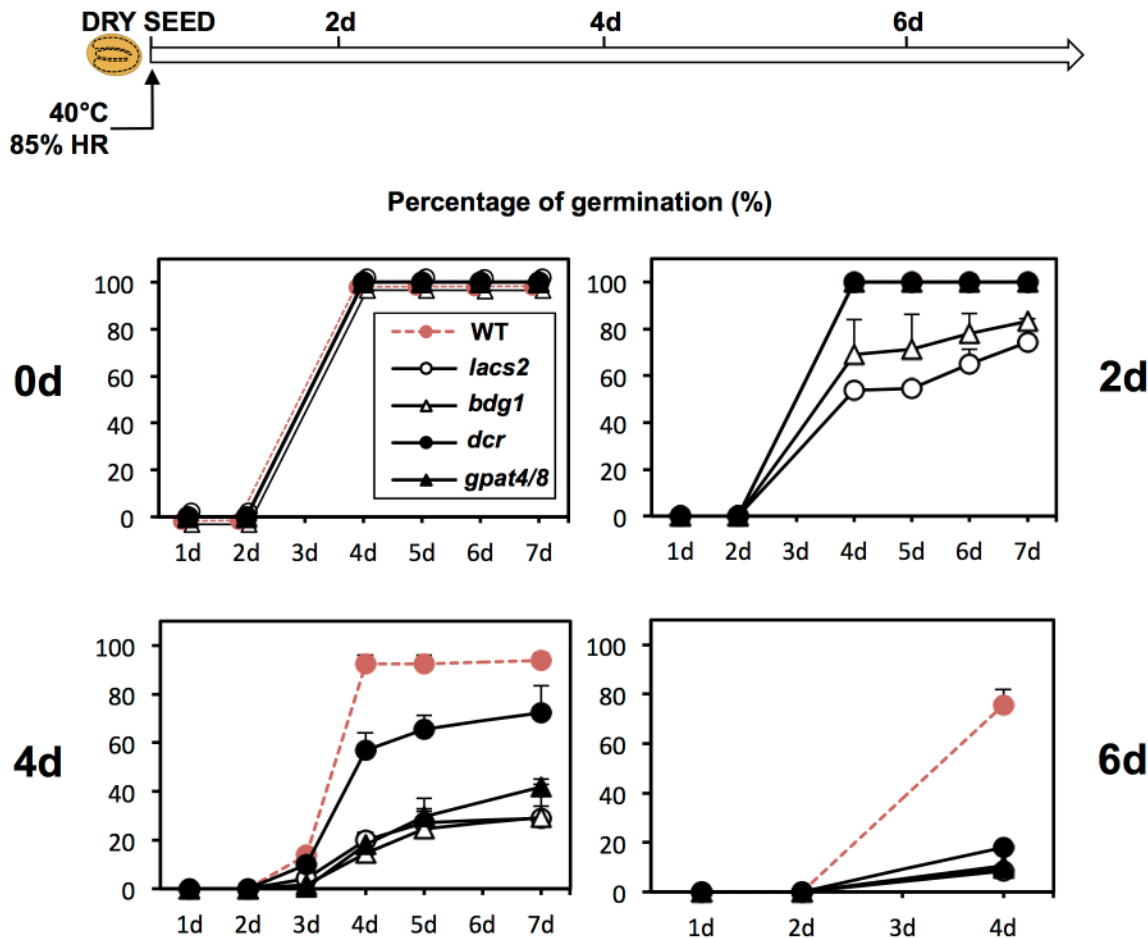 DRY SEED 2d 4d 6d
40°C
85% HR
Percentage of germination (%)
0d
100
80
60
40
20
0
1d 2d 3d 4d 5d 6d 7d
WT
lacs2
bdg1
dcr
gpat4/8
2d
100
80
60
40
20
0
1d 2d 3d 4d 5d 6d 7d
4d
100
80
60
40
20
0
1d 2d 3d 4d 5d 7d
6d
100
80
60
40
20
0
1d 2d 3d 4d